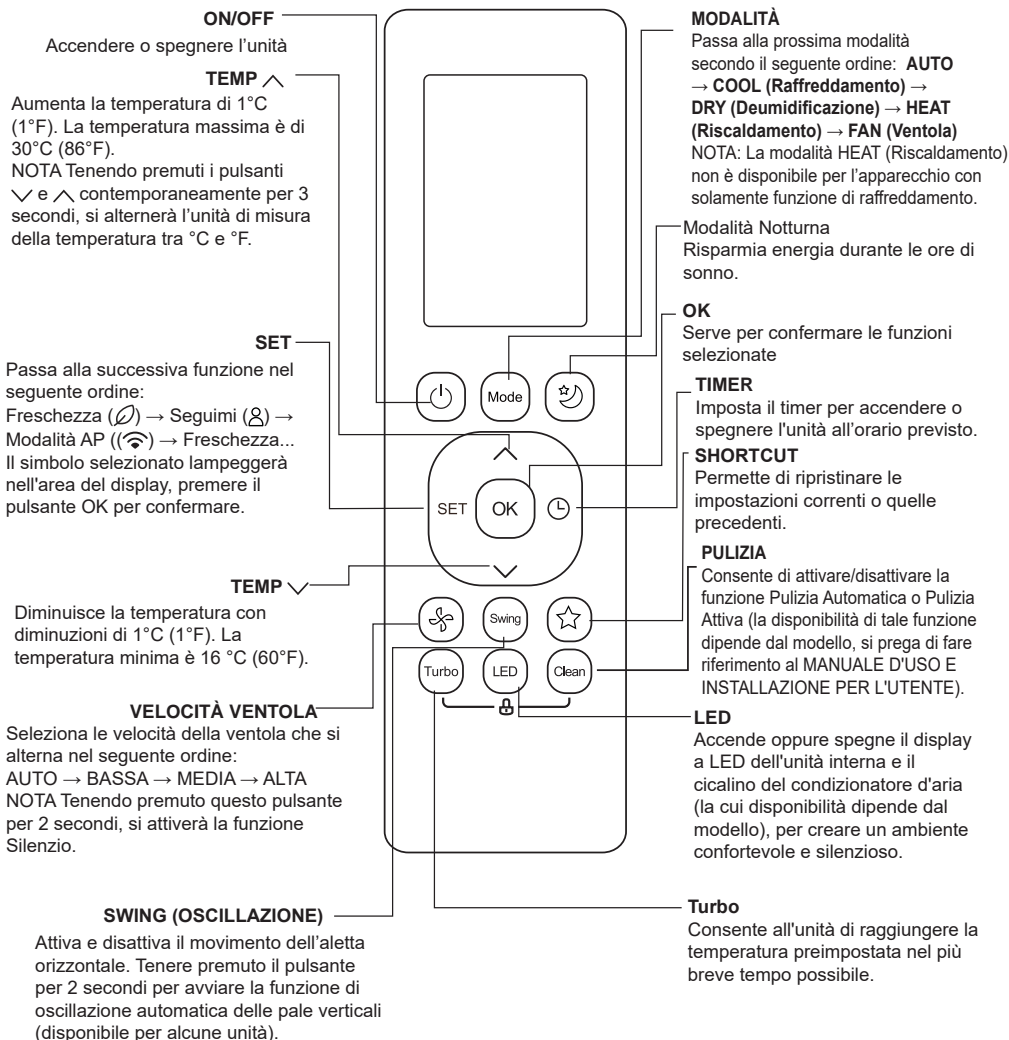 ON/OFF
Accendere o spegnere l'unità
TEMP
Aumenta la temperatura di 1°C
(1°F). La temperatura massima è di
30°C (86°F).
NOTA Tenendo premuti i pulsanti
e contemporaneamente per 3
secondi, si alternerà l'unità di misura
della temperatura tra °C e °F.
SET
Passa alla successiva funzione nel
seguente ordine:
Freschezza ( ) → Seguimi ( ) →
Modalità AP (( ) → Freschezza...
Il simbolo selezionato lampeggerà
nell'area del display, premere il
pulsante OK per confermare.
TEMP
Diminuisce la temperatura con
diminuzioni di 1°C (1°F). La
temperatura minima è 16 °C (60°F).
VELOCITÀ VENTOLA
Seleziona le velocità della ventola che si
alterna nel seguente ordine:
AUTO → BASSA → MEDIA → ALTA
NOTA Tenendo premuto questo pulsante
per 2 secondi, si attiverà la funzione
Silenzio.
SWING (OSCILLAZIONE)
Attiva e disattiva il movimento dell'aletta
orizzontale. Tenere premuto il pulsante
per 2 secondi per avviare la funzione di
oscillazione automatica delle pale verticali
(disponibile per alcune unità).
Mode
SET
OK
Swing
Turbo
LED
Clean
MODALITÀ
Passa alla prossima modalità
secondo il seguente ordine: AUTO
→ COOL (Raffreddamento) →
DRY (Deumidificazione) → HEAT
(Riscaldamento) → FAN (Ventola)
NOTA: La modalità HEAT (Riscaldamento)
non è disponibile per l'apparecchio con
solamente funzione di raffreddamento.
Modalità Notturna
Risparmia energia durante le ore di
sonno.
OK
Serve per confermare le funzioni
selezionate
TIMER
Imposta il timer per accendere o
spegnere l'unità all'orario previsto.
SHORTCUT
Permette di ripristinare le
impostazioni correnti o quelle
precedenti.
PULIZIA
Consente di attivare/disattivare la
funzione Pulizia Automatica o Pulizia
Attiva (la disponibilità di tale funzione
dipende dal modello, si prega di fare
riferimento al MANUALE D'USO E
INSTALLAZIONE PER L'UTENTE).
LED
Accende oppure spegne il display
a LED dell'unità interna e il
cicalino del condizionatore d'aria
(la cui disponibilità dipende dal
modello), per creare un ambiente
confortevole e silenzioso.
Turbo
Consente all'unità di raggiungere la
temperatura preimpostata nel più
breve tempo possibile.